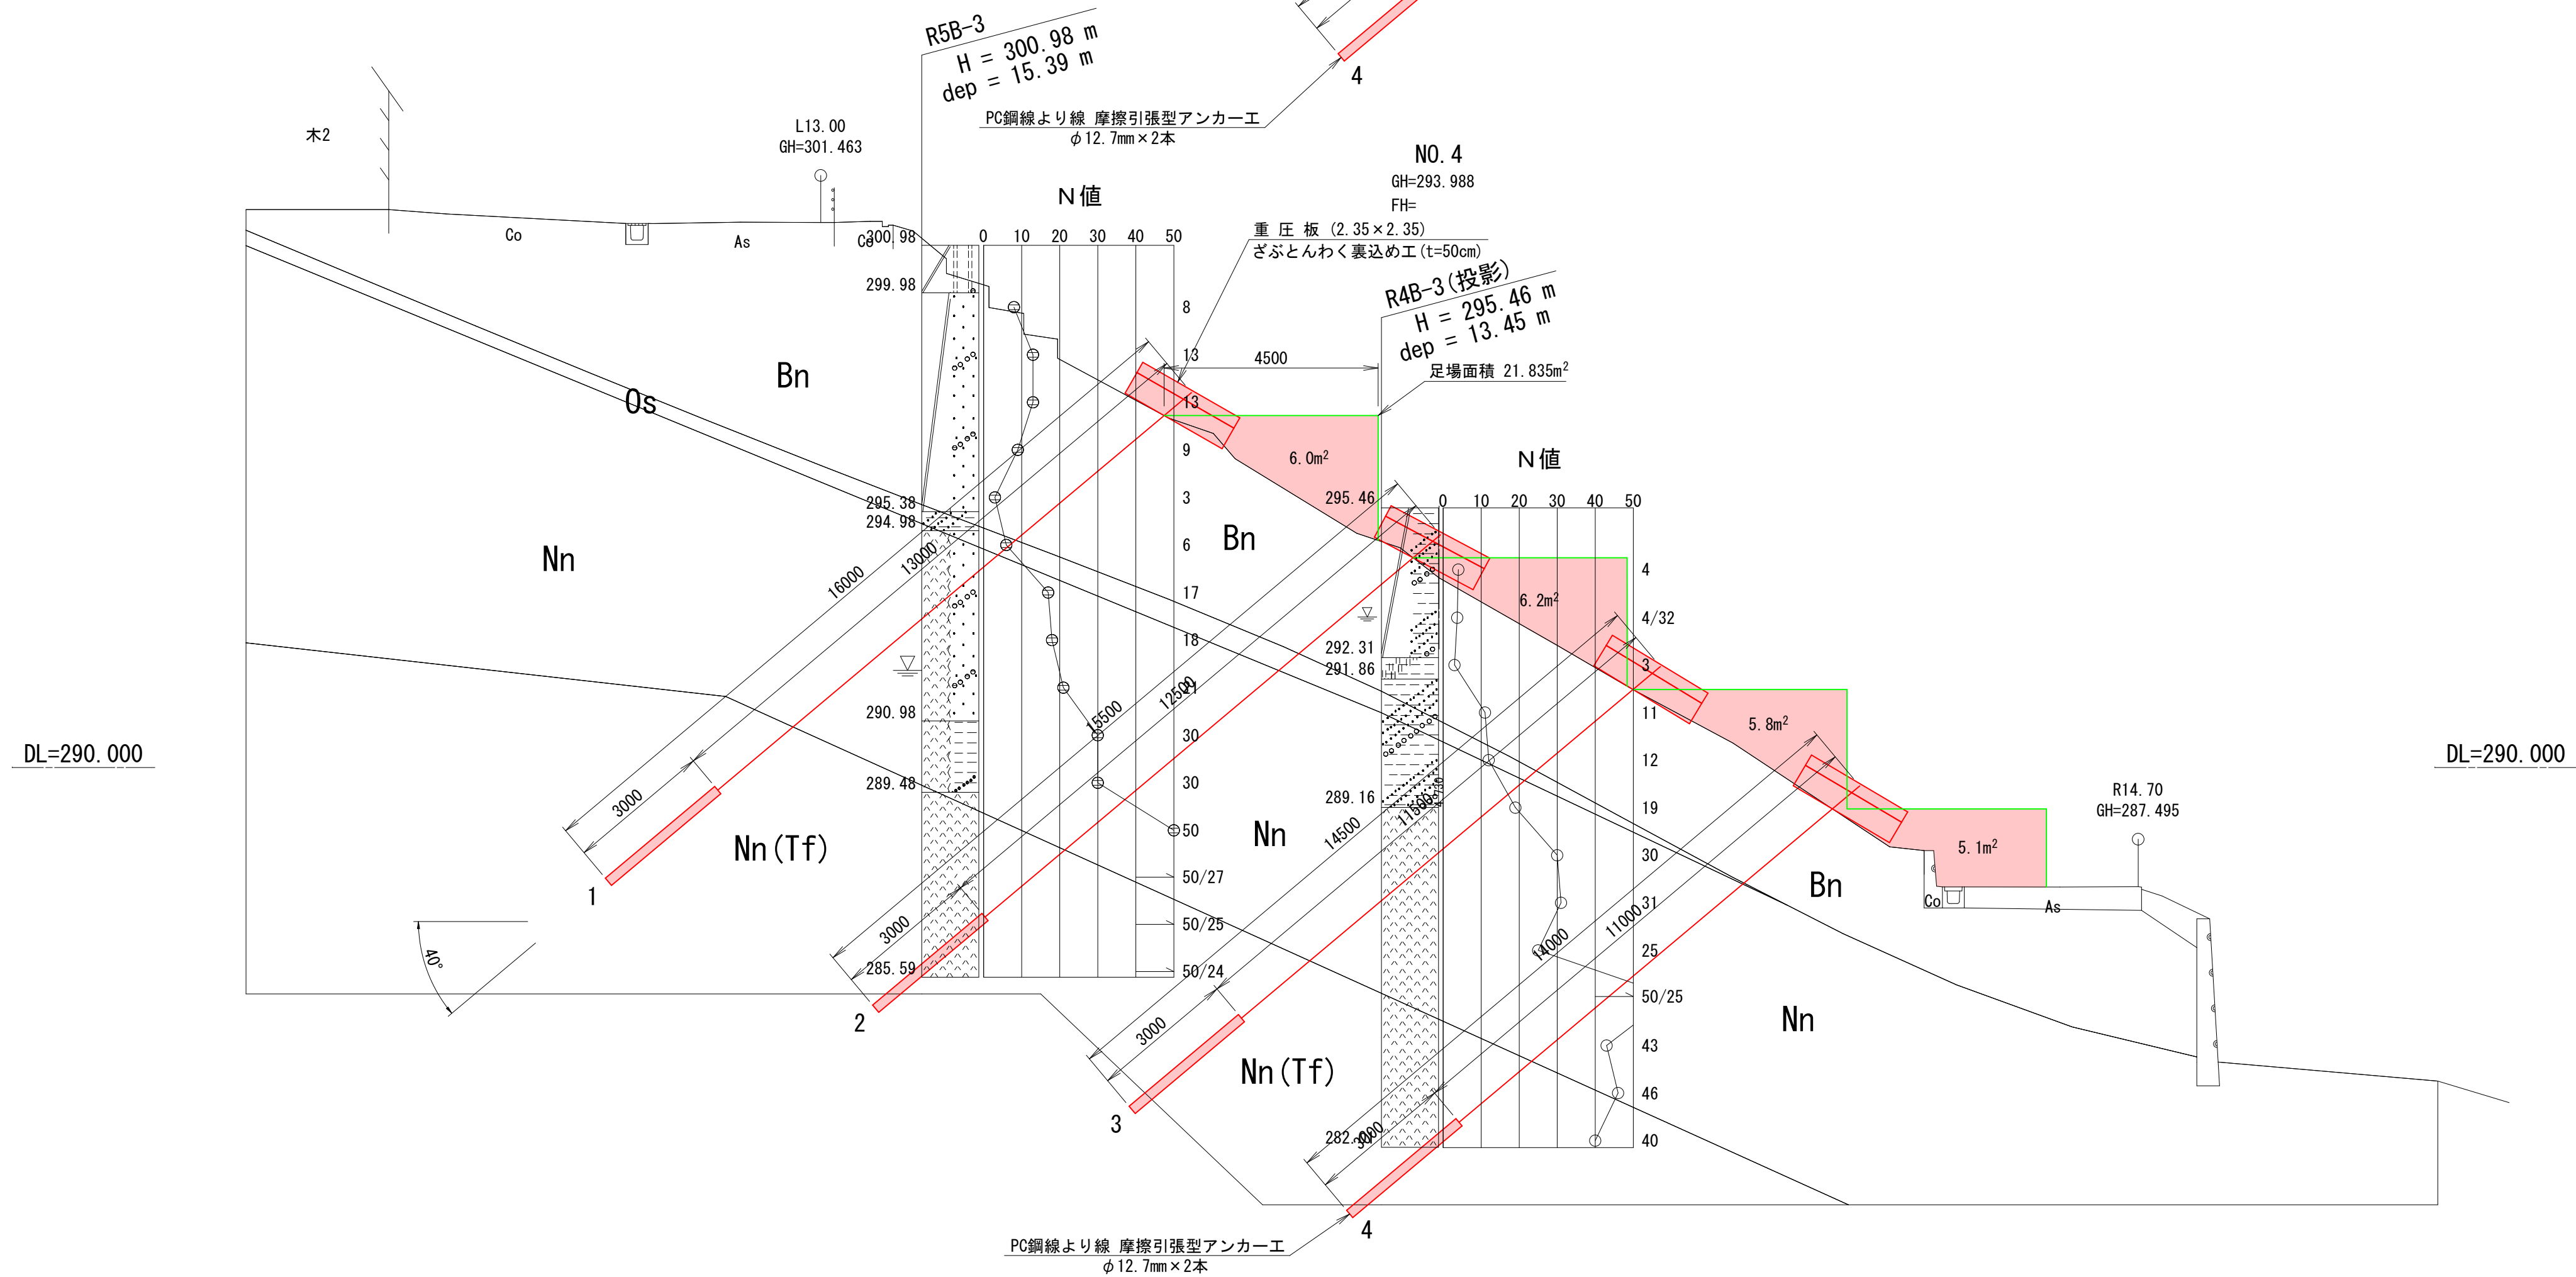 R5B-3
H = 300.98 m
dep = 15.39 m
4
PC鋼線より線 摩擦引張型アンカー工
φ12.7mm×2本
木2
L13.00
GH=301.463
NO.4
GH=293.988
FH=
N値
重 圧 板 (2.35×2.35)
ざぶとんわく裏込め工(t=50cm)
R4B-3(投影)
H = 295.46 m
dep = 13.45 m
足場面積 21.835m²
4500
Co
As
Co
300.98
0 10 20 30 40 50
299.98
8
13
13
9
3
6
17
18
21
30
30
50
50/27
50/25
50/24
Bn
Os
295.38
294.98
Nn
290.98
289.48
285.59
6.0m²
N値
295.46
0 10 20 30 40 50
4
4/32
3
11
12
19
30
31
25
50/25
43
46
40
Bn
6.2m²
292.31
291.86
289.16
5.8m²
5.1m²
16000
13000
3000
15500
12500
3000
14500
11500
3000
14000
11000
3000
DL=290.000
DL=290.000
R14.70
GH=287.495
Nn(Tf)
Nn
Bn
Co
As
1
40°
2
Nn
Nn(Tf)
3
4
PC鋼線より線 摩擦引張型アンカー工
φ12.7mm×2本